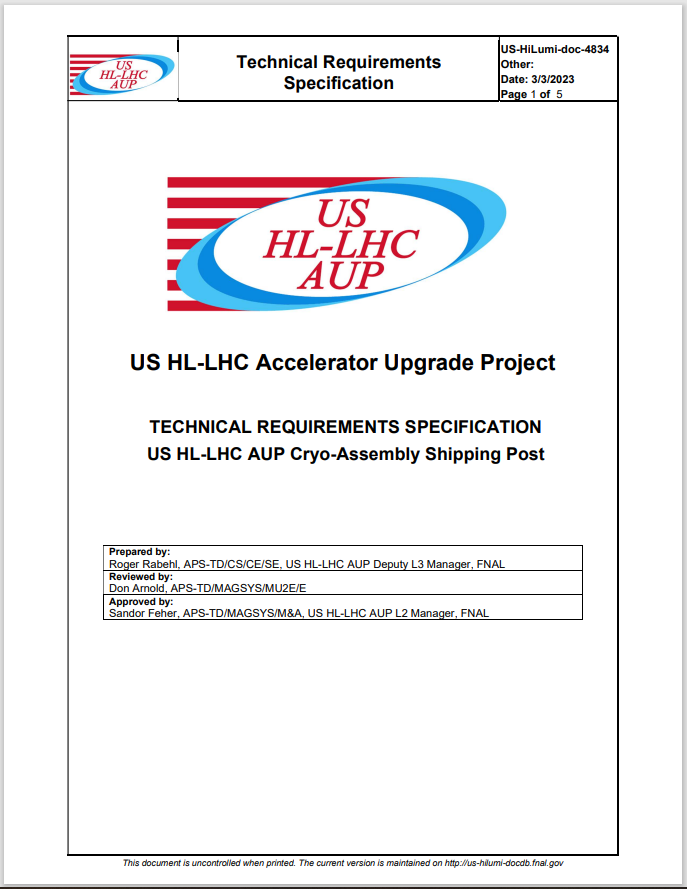 US
HL-LHC
AUP
Technical Requirements
Specification
US-HiLumi-doc-4834
Other:
Date: 3/3/2023
Page 1 of 5
US
HL-LHC
AUP
US HL-LHC Accelerator Upgrade Project
TECHNICAL REQUIREMENTS SPECIFICATION
US HL-LHC AUP Cryo-Assembly Shipping Post
Prepared by:
Roger Rabehl, APS-TD/CS/CE/SE, US HL-LHC AUP Deputy L3 Manager, FNAL
Reviewed by:
Don Arnold, APS-TD/MAGSYS/MU2E/E
Approved by:
Sandor Feher, APS-TD/MAGSYS/M&A, US HL-LHC AUP L2 Manager, FNAL
This document is uncontrolled when printed. The current version is maintained on http://us-hilumi-docdb.fnal.gov